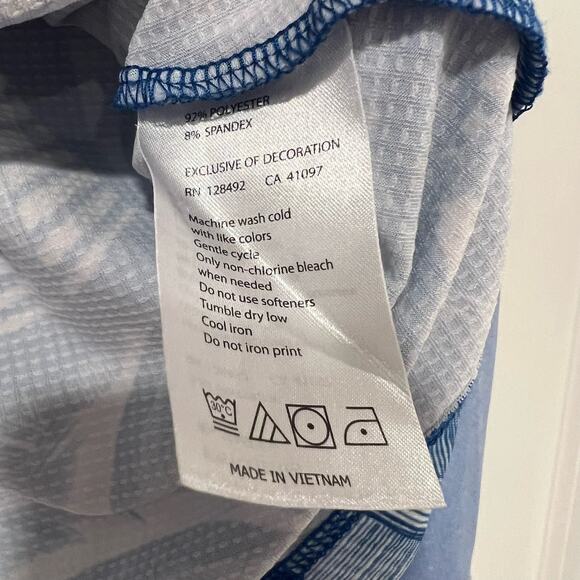 92% POLYESTER
8% SPANDEX
EXCLUSIVE OF DECORATION
RN 128492 CA 41097
Machine wash cold
with like colors
Gentle cycle
Only non-chlorine bleach
when needed
Do not use softeners
Tumble dry low
Cool iron
Do not iron print
30°C
MADE IN VIETNAM